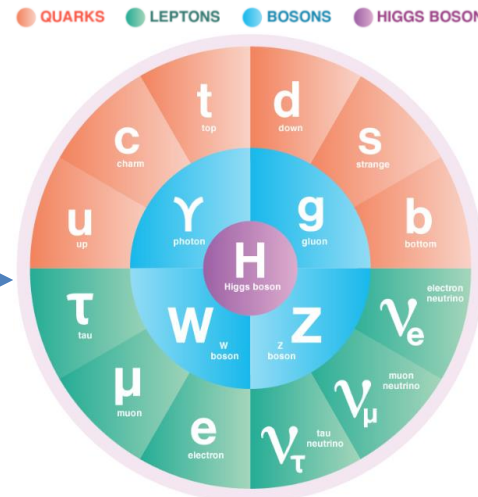 QUARKS LEPTONS BOSONS HIGGS BOSON
t
top
d
down
c
charm
s
strange
u
up
b
bottom
γ
photon
g
gluon
H
Higgs boson
W
W
boson
Z
Z
boson
τ
tau
νe
electron
neutrino
μ
muon
νμ
muon
neutrino
e
electron
ντ
tau
neutrino